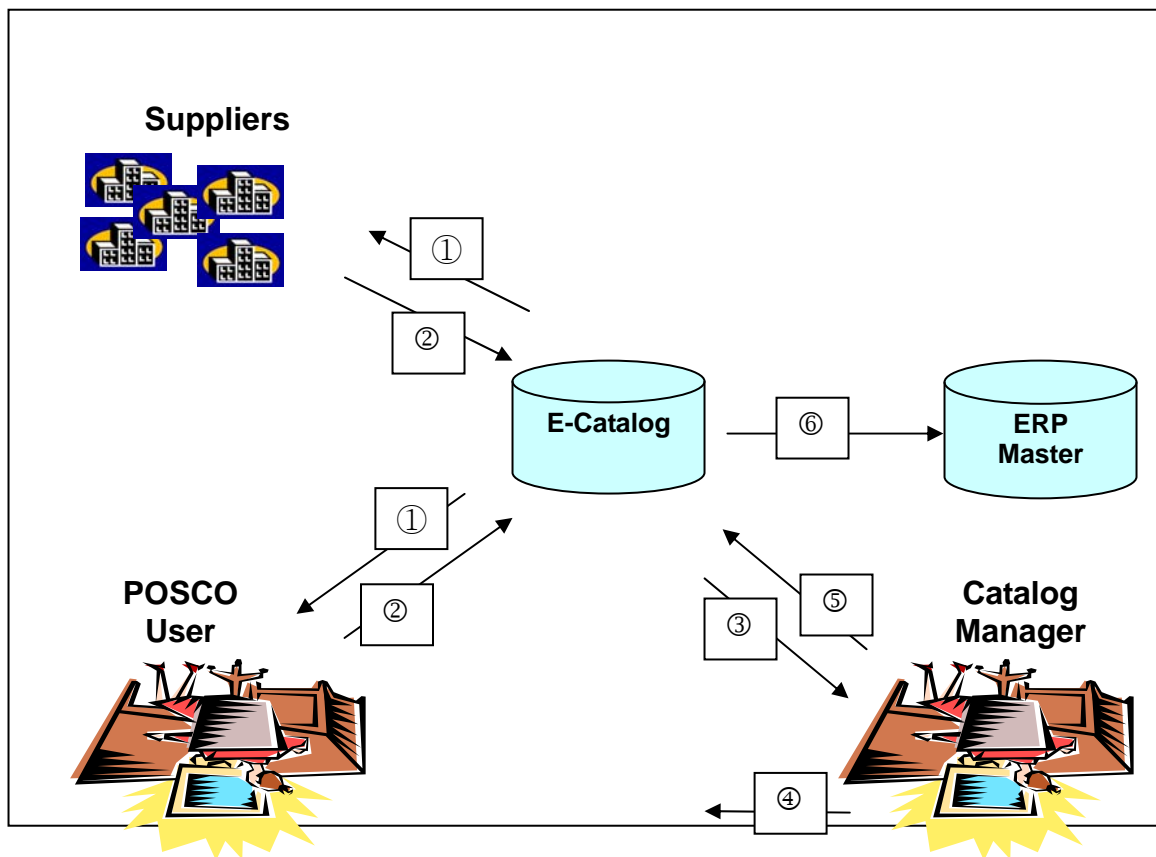 Suppliers
①
②
E-Catalog
⑥
ERP
Master
①
②
POSCO
User
⑤
③
Catalog
Manager
④